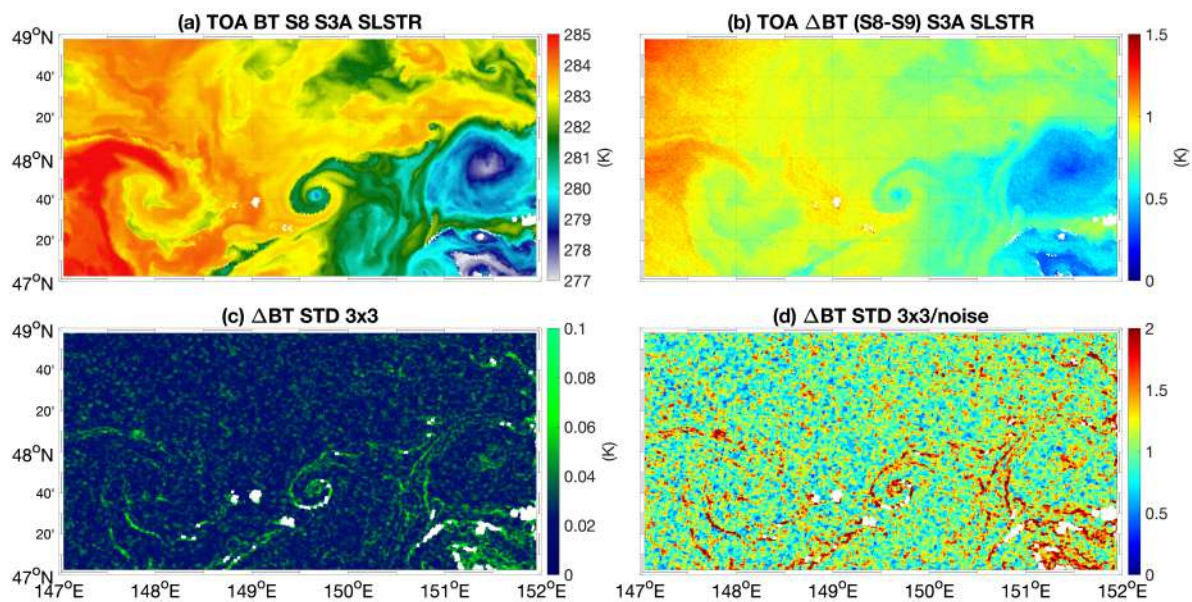 (a) TOA BT S8 S3A SLSTR
(b) TOA ΔBT (S8-S9) S3A SLSTR
49°N
40'
20'
48°N
40'
20'
47°N
285
284
283
282
281
280
279
278
277
(K)
1.5
1
0.5
0
(K)
(c) ΔBT STD 3x3
(d) ΔBT STD 3x3/noise
49°N
40'
20'
48°N
40'
20'
47°N
0.1
0.08
0.06
0.04
0.02
0
(K)
2
1.5
1
0.5
0
147°E 148°E 149°E 150°E 151°E 152°E
147°E 148°E 149°E 150°E 151°E 152°E